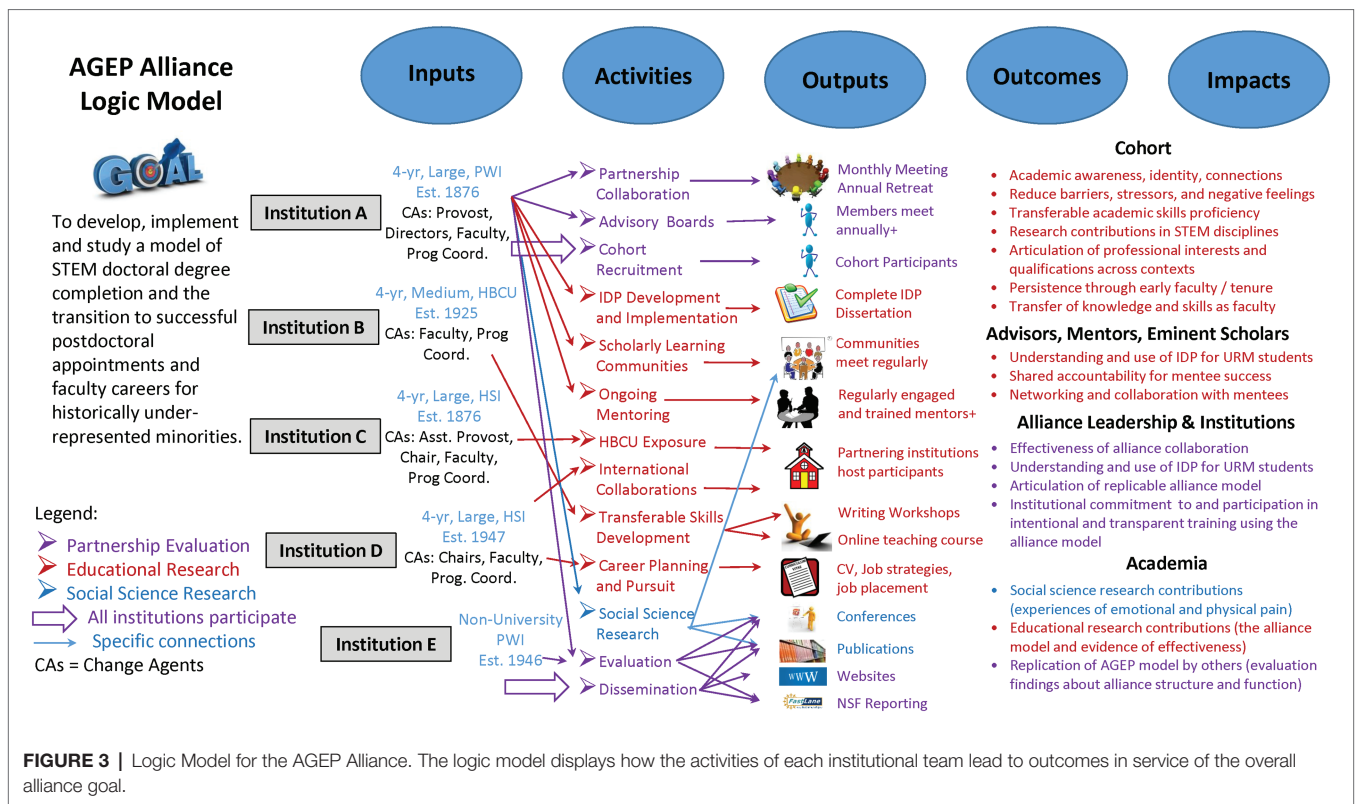 AGEP Alliance
Logic Model
Inputs
Activities
Outputs
Outcomes
Impacts
GOAL
To develop, implement
and study a model of
STEM doctoral degree
completion and the
transition to successful
postdoctoral
appointments and
faculty careers for
historically under-
represented minorities.
Legend:
Partnership Evaluation
Educational Research
Social Science Research
All institutions participate
Specific connections
CAs = Change Agents
Institution A
4-yr, Large, PWI
Est. 1876
CAs: Provost,
Directors, Faculty,
Prog Coord.
Institution B
4-yr, Medium, HBCU
Est. 1925
CAs: Faculty, Prog
Coord.
Institution C
4-yr, Large, HSI
Est. 1876
CAs: Asst. Provost,
Chair, Faculty,
Prog Coord.
Institution D
4-yr, Large, HSI
Est. 1947
CAs: Chairs, Faculty,
Prog. Coord.
Institution E
Non-University
PWI
Est. 1946
Partnership
Collaboration
Advisory Boards
Cohort
Recruitment
IDP Development
and Implementation
Scholarly Learning
Communities
Ongoing
Mentoring
HBCU Exposure
International
Collaborations
Transferable Skills
Development
Career Planning
and Pursuit
Social Science
Research
Evaluation
Dissemination
Monthly Meeting
Annual Retreat
Members meet
annually+
Cohort Participants
Complete IDP
Dissertation
Communities
meet regularly
Regularly engaged
and trained mentors+
Partnering institutions
host participants
Writing Workshops
Online teaching course
CV, Job strategies,
job placement
Conferences
Publications
www
Websites
FastLane
NSF Reporting
Cohort
• Academic awareness, identity, connections
• Reduce barriers, stressors, and negative feelings
• Transferable academic skills proficiency
• Research contributions in STEM disciplines
• Articulation of professional interests and
qualifications across contexts
• Persistence through early faculty / tenure
• Transfer of knowledge and skills as faculty
Advisors, Mentors, Eminent Scholars
• Understanding and use of IDP for URM students
• Shared accountability for mentee success
• Networking and collaboration with mentees
Alliance Leadership & Institutions
• Effectiveness of alliance collaboration
• Understanding and use of IDP for URM students
• Articulation of replicable alliance model
• Institutional commitment to and participation in
intentional and transparent training using the
alliance model
Academia
• Social science research contributions
(experiences of emotional and physical pain)
• Educational research contributions (the alliance
model and evidence of effectiveness)
• Replication of AGEP model by others (evaluation
findings about alliance structure and function)
FIGURE 3 | Logic Model for the AGEP Alliance. The logic model displays how the activities of each institutional team lead to outcomes in service of the overall
alliance goal.